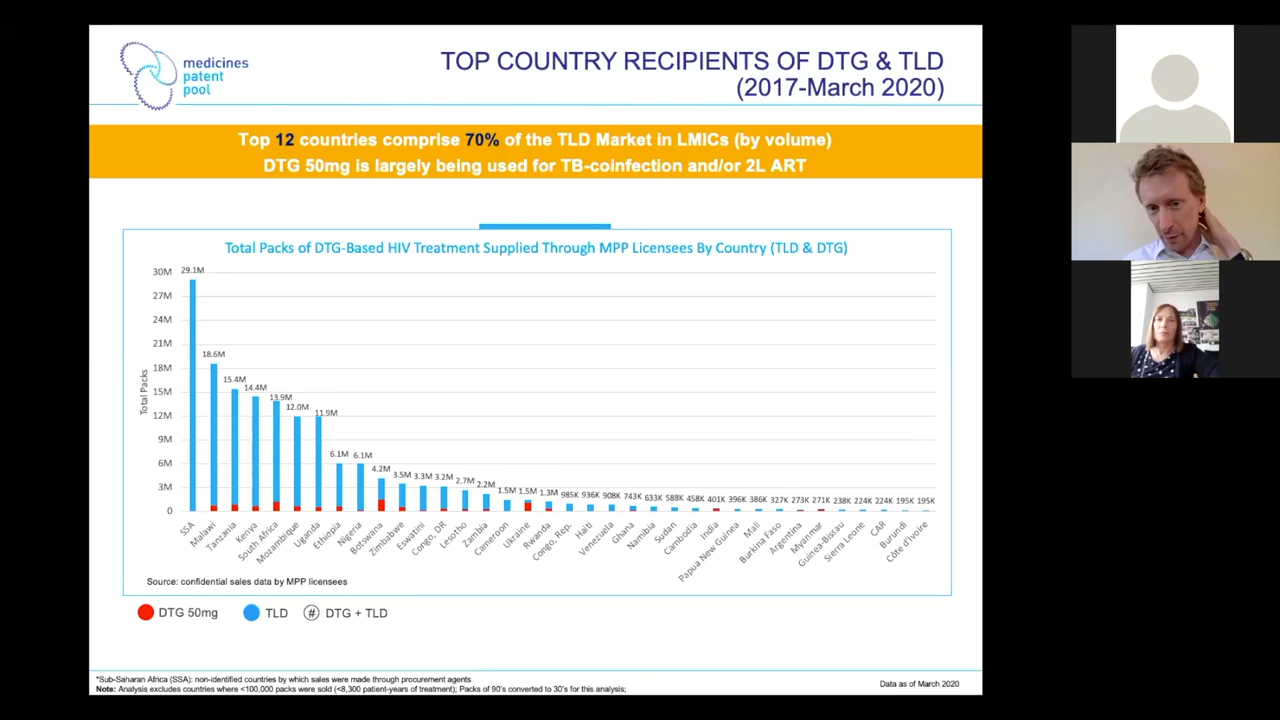 medicines
patent
pool
TOP COUNTRY RECIPIENTS OF DTG & TLD
(2017-March 2020)
Top 12 countries comprise 70% of the TLD Market in LMICs (by volume)
DTG 50mg is largely being used for TB-coinfection and/or 2L ART
Total Packs of DTG-Based HIV Treatment Supplied Through MPP Licensees By Country (TLD & DTG)
Total Packs
30M
27M
24M
21M
18M
15M
12M
9M
6M
3M
0
29.1M
18.6M
15.4M
14.4M
13.9M
12.0M
11.9M
6.1M
6.1M
4.2M
3.5M
3.3M
3.2M
2.7M
2.2M
1.5M
1.5M
1.3M
985K
936K
908K
743K
633K
588K
458K
401K
396K
386K
327K
273K
271K
238K
224K
224K
195K
195K
SSA
Malawi
Tanzania
Kenya
South Africa
Mozambique
Uganda
Ethiopia
Nigeria
Botswana
Zimbabwe
Eswatini
Congo, DR
Lesotho
Zambia
Cameroon
Ukraine
Rwanda
Congo, Rep.
Haiti
Venezuela
Ghana
Namibia
Sudan
Cambodia
India
Papua New Guinea
Mali
Burkina Faso
Argentina
Myanmar
Guinea-Bissau
Sierra Leone
CAR
Burundi
Côte d'Ivoire
Source: confidential sales data by MPP licensees
DTG 50mg
TLD
# DTG + TLD
*Sub-Saharan Africa (SSA): non-identified countries by which sales were made through procurement agents
Note: Analysis excludes countries where <100,000 packs were sold (<8,300 patient-years of treatment); Packs of 90's converted to 30's for this analysis;
Data as of March 2020